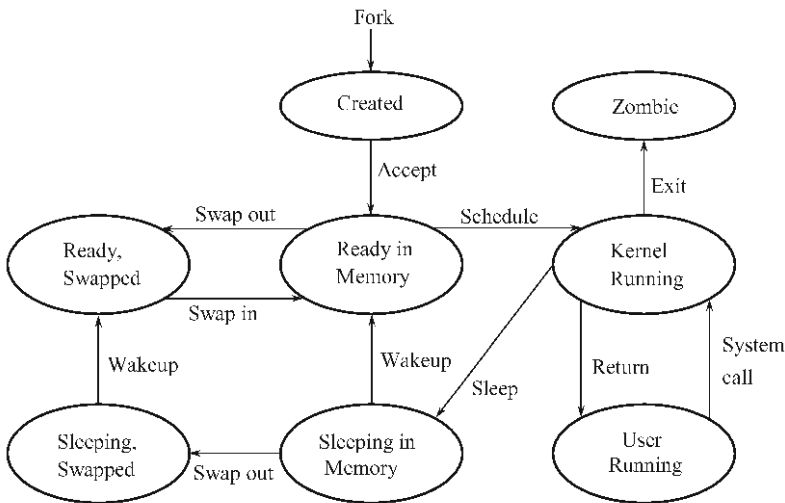 Fork
Created
Zombie
Accept
Exit
Swap out
Schedule
Ready,
Swapped
Ready in
Memory
Kernel
Running
Swap in
Wakeup
Wakeup
Sleep
Return
System
call
Sleeping,
Swapped
Swap out
Sleeping in
Memory
User
Running